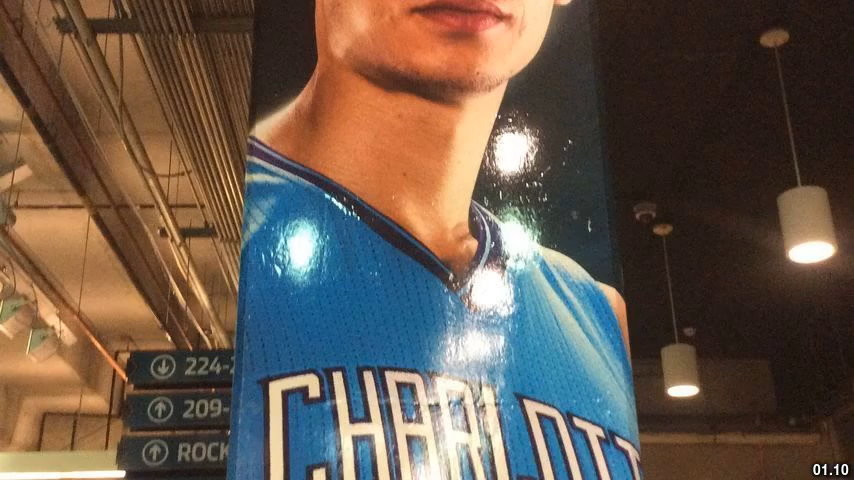 224-
209-
ROCK
CHARLOTT
01.10